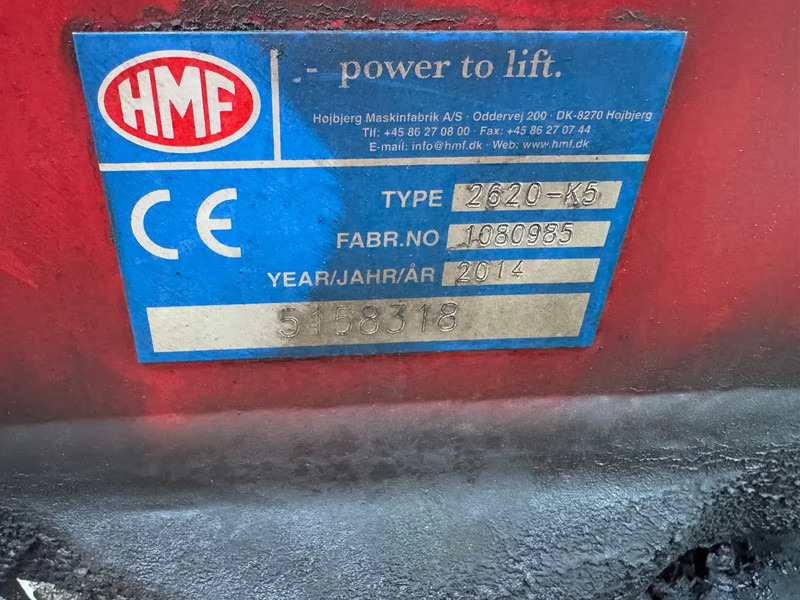 HMF
- power to lift.
Højbjerg Maskinfabrik A/S · Oddervej 200 · DK-8270 Højbjerg
Tlf: +45 86 27 08 00 · Fax: +45 86 27 07 44
E-mail: info@hmf.dk · Web: www.hmf.dk
CE
TYPE 2620-K5
FABR.NO 1080985
YEAR/JAHR/ÅR 2014
5158318